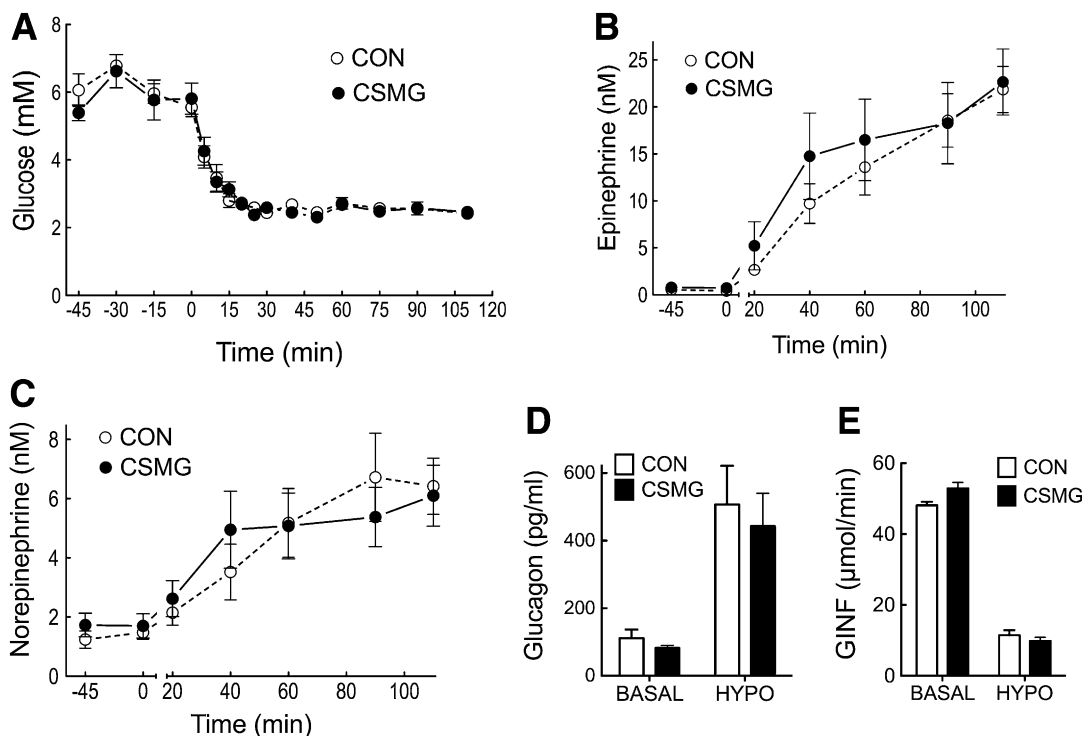 A
Glucose (mM)
8
6
4
2
0
CON
CSMG
-45 -30 -15 0 15 30 45 60 75 90 105 120
Time (min)
B
Epinephrine (nM)
25
20
15
10
5
0
CON
CSMG
-45 0 20 40 60 80 100
Time (min)
C
Norepinephrine (nM)
8
6
4
2
0
CON
CSMG
-45 0 20 40 60 80 100
Time (min)
D
Glucagon (pg/ml)
600
400
200
0
CON
CSMG
BASAL HYPO
E
GINF (µmol/min)
60
40
20
0
CON
CSMG
BASAL HYPO